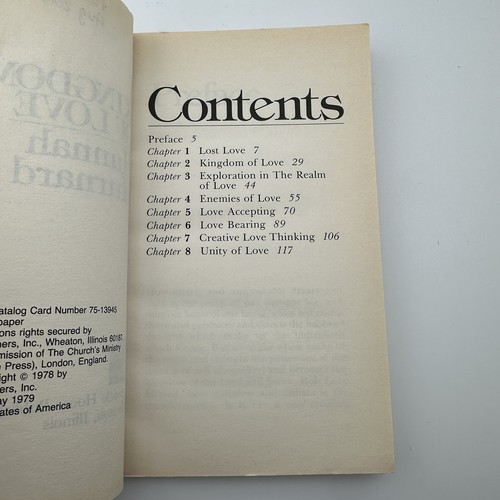 atalog Card Number 75-13945
paper
ons rights secured by
ners, Inc., Wheaton, Illinois 60187.
mission of The Church's Ministry
e Press), London, England.
ight © 1978 by
ers, Inc.
ay 1979
ates of America
Contents
Preface 5
Chapter 1 Lost Love 7
Chapter 2 Kingdom of Love 29
Chapter 3 Exploration in The Realm
of Love 44
Chapter 4 Enemies of Love 55
Chapter 5 Love Accepting 70
Chapter 6 Love Bearing 89
Chapter 7 Creative Love Thinking 106
Chapter 8 Unity of Love 117